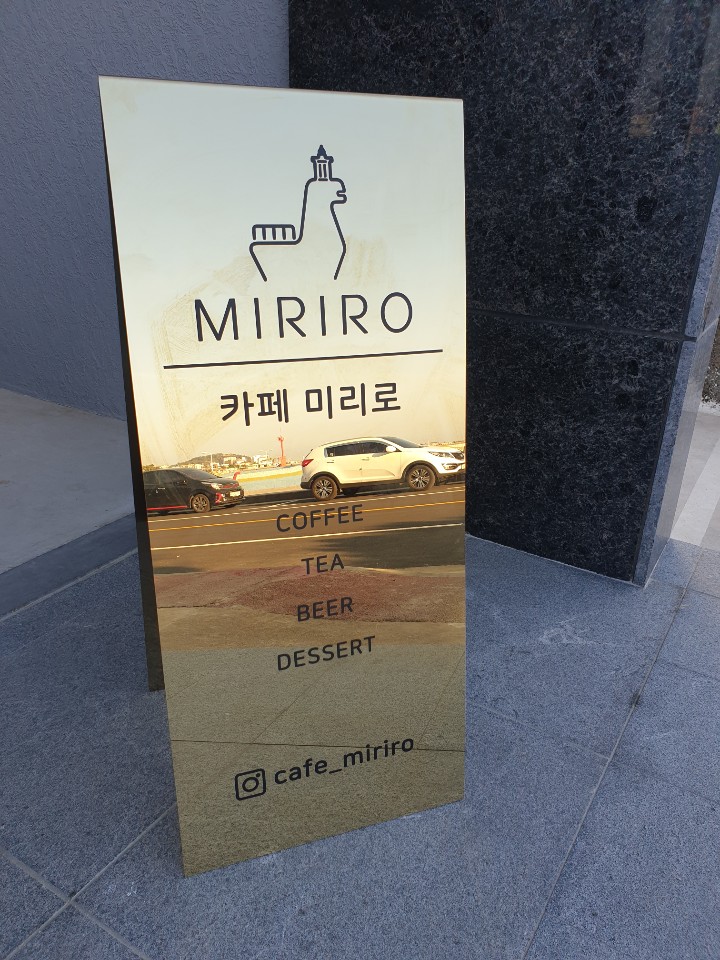 MIRIRO
카페 미리로
COFFEE
TEA
BEER
DESSERT
cafe_miriro